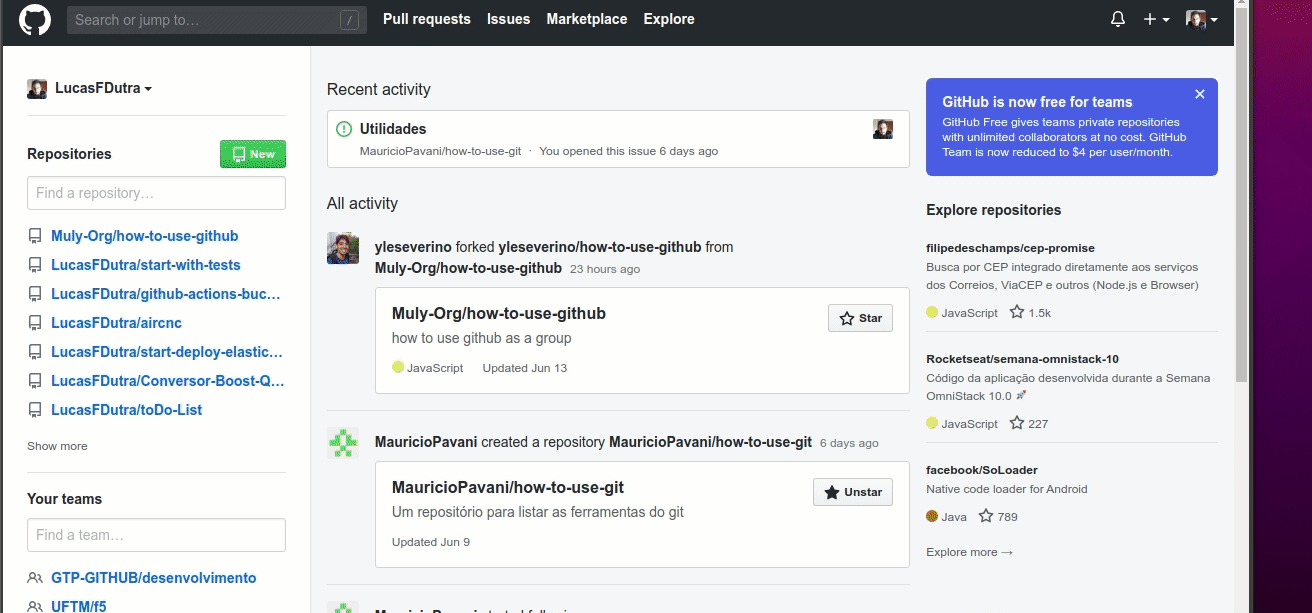 Search or jump to…
/
Pull requests
Issues
Marketplace
Explore
LucasFDutra
Repositories
New
Find a repository…
Muly-Org/how-to-use-github
LucasFDutra/start-with-tests
LucasFDutra/github-actions-buc…
LucasFDutra/aircnc
LucasFDutra/start-deploy-elastic…
LucasFDutra/Conversor-Boost-Q…
LucasFDutra/toDo-List
Show more
Your teams
Find a team…
GTP-GITHUB/desenvolvimento
UFTM/f5
Recent activity
Utilidades
MauricioPavani/how-to-use-git · You opened this issue 6 days ago
All activity
yleseverino forked yleseverino/how-to-use-github from
Muly-Org/how-to-use-github 23 hours ago
Muly-Org/how-to-use-github
Star
how to use github as a group
JavaScript Updated Jun 13
MauricioPavani created a repository MauricioPavani/how-to-use-git 6 days ago
MauricioPavani/how-to-use-git
Unstar
Um repositório para listar as ferramentas do git
Updated Jun 9
GitHub is now free for teams
GitHub Free gives teams private repositories
with unlimited collaborators at no cost. GitHub
Team is now reduced to $4 per user/month.
Explore repositories
filipedeschamps/cep-promise
Busca por CEP integrado diretamente aos serviços
dos Correios, ViaCEP e outros (Node.js e Browser)
JavaScript 1.5k
Rocketseat/semana-omnistack-10
Código da aplicação desenvolvida durante a Semana
OmniStack 10.0 🚀
JavaScript 227
facebook/SoLoader
Native code loader for Android
Java 789
Explore more →